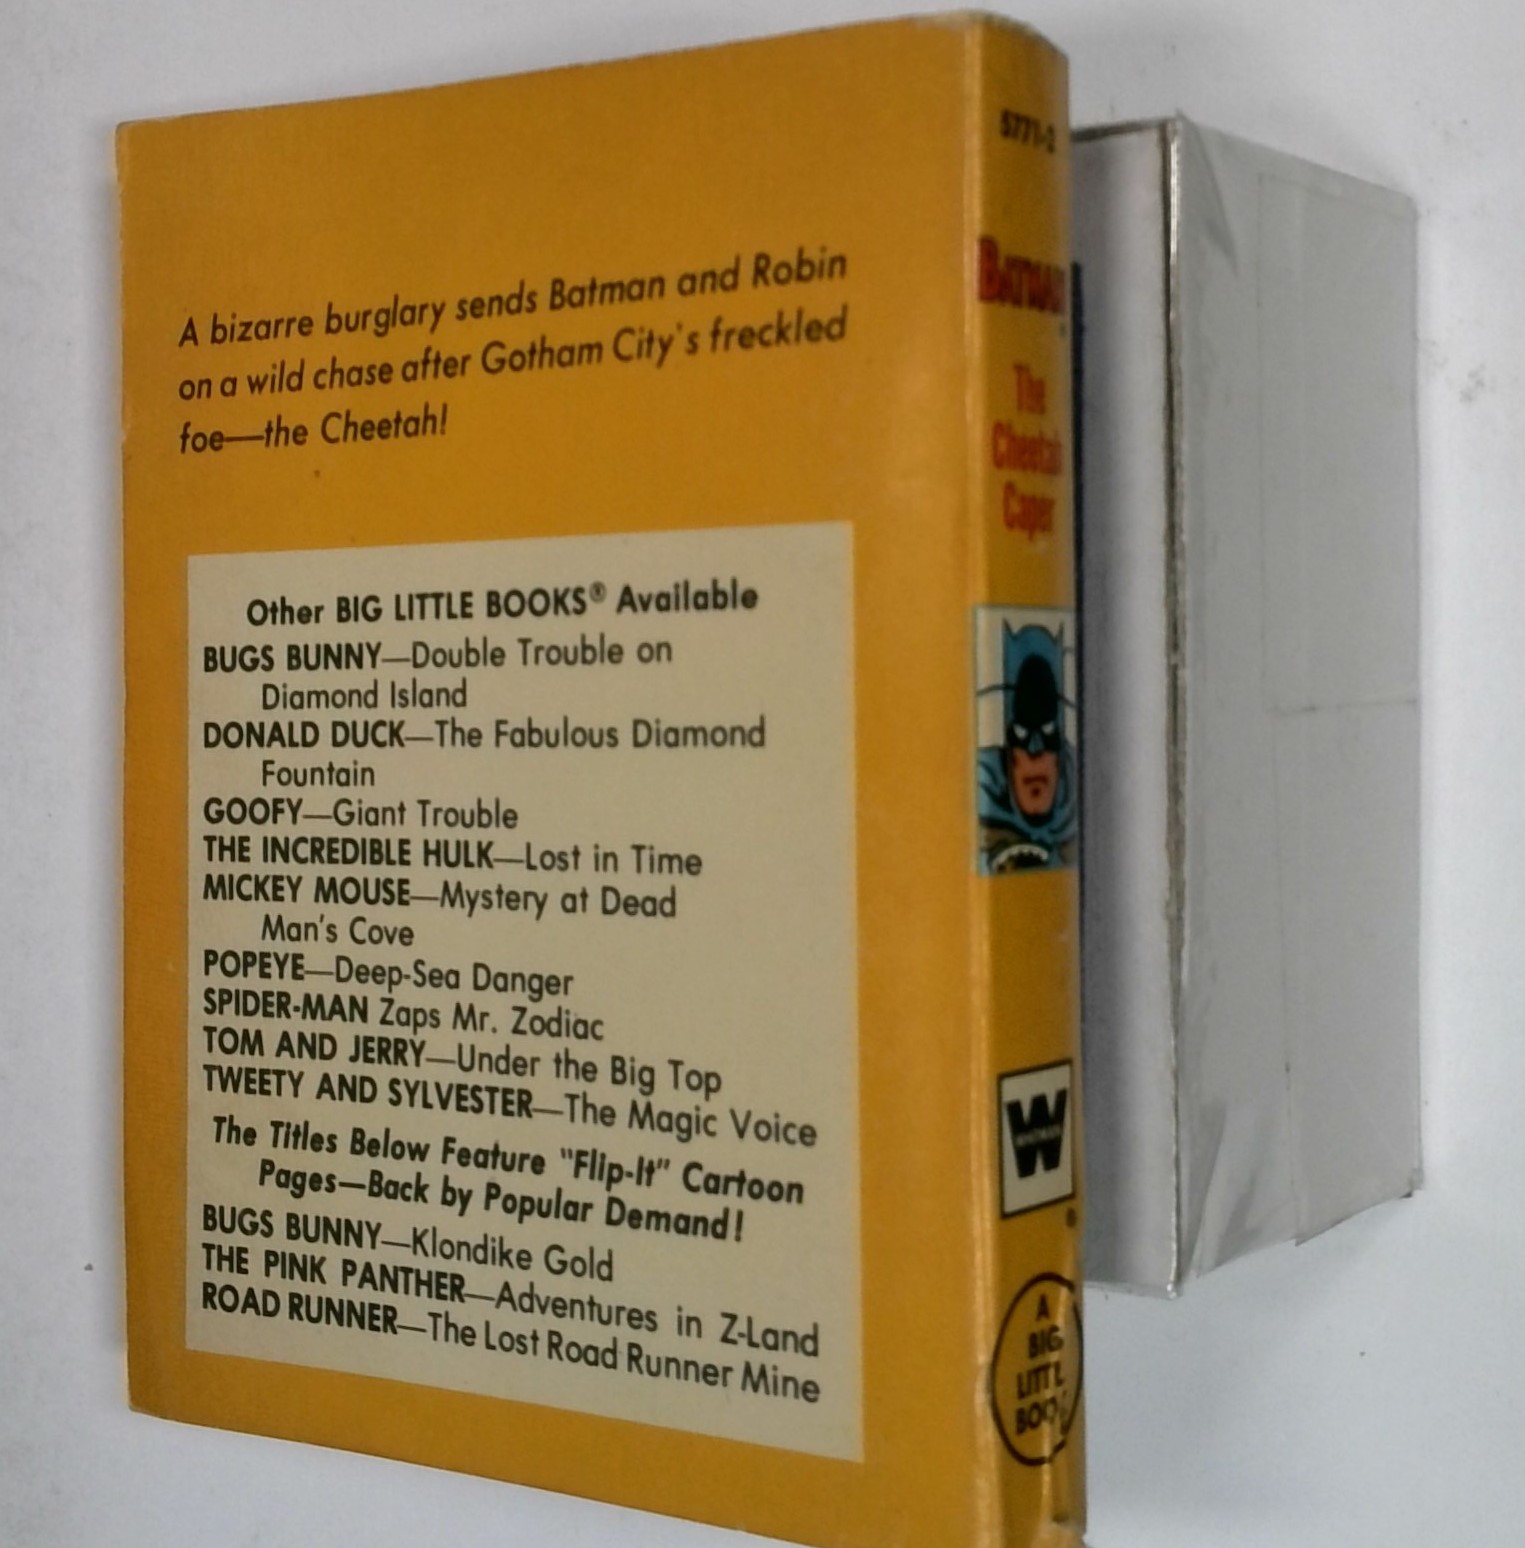 A bizarre burglary sends Batman and Robin
on a wild chase after Gotham City's freckled
foe—the Cheetah!
Other BIG LITTLE BOOKS® Available
BUGS BUNNY—Double Trouble on
Diamond Island
DONALD DUCK—The Fabulous Diamond
Fountain
GOOFY—Giant Trouble
THE INCREDIBLE HULK—Lost in Time
MICKEY MOUSE—Mystery at Dead
Man's Cove
POPEYE—Deep-Sea Danger
SPIDER-MAN Zaps Mr. Zodiac
TOM AND JERRY—Under the Big Top
TWEETY AND SYLVESTER—The Magic Voice
The Titles Below Feature "Flip-It" Cartoon
Pages—Back by Popular Demand!
BUGS BUNNY—Klondike Gold
THE PINK PANTHER—Adventures in Z-Land
ROAD RUNNER—The Lost Road Runner Mine
5771-2
BATMAN
The
Cheetah
Caper
W
®
A
BIG
LITTLE
BOOK